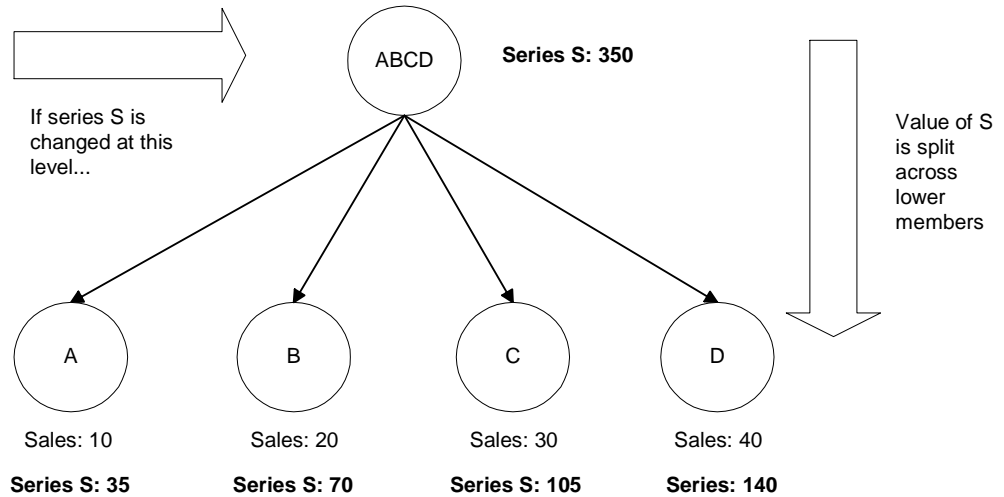 ABCD
Series S: 350
If series S is
changed at this
level...
Value of S
is split
across
lower
members
A
B
C
D
Sales: 10
Sales: 20
Sales: 30
Sales: 40
Series S: 35
Series S: 70
Series S: 105
Series: 140